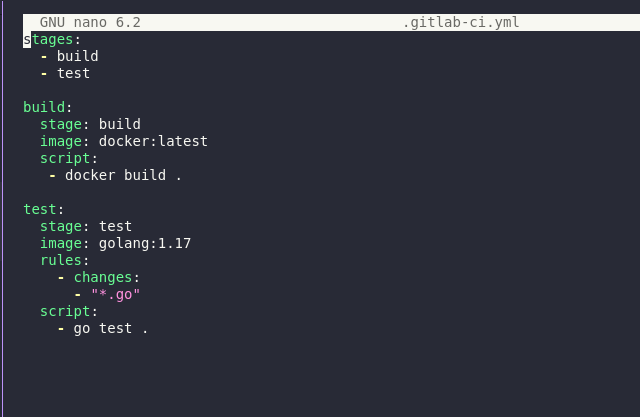 GNU nano 6.2 .gitlab-ci.yml
stages:
  - build
  - test

build:
  stage: build
  image: docker:latest
  script:
   - docker build .

test:
  stage: test
  image: golang:1.17
  rules:
    - changes:
      - "*.go"
  script:
    - go test .